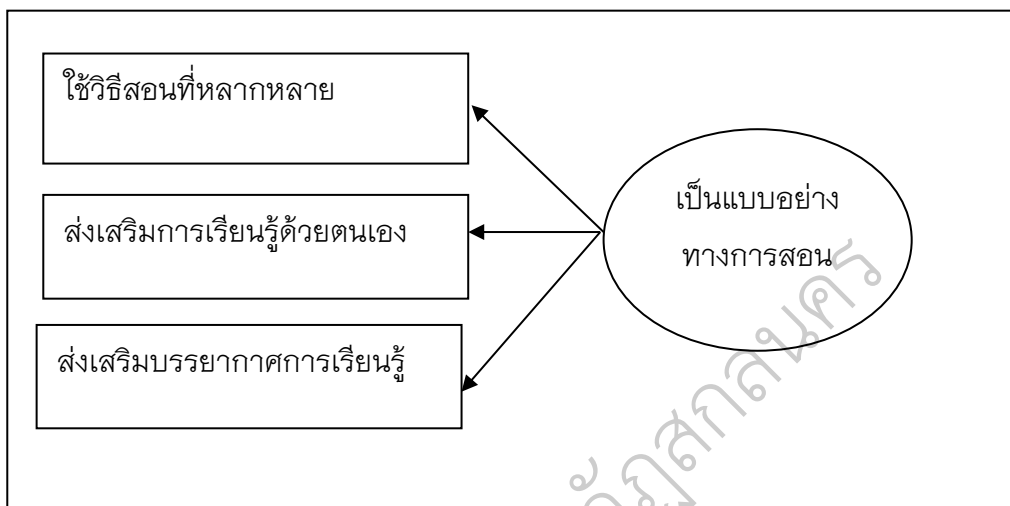 ใช้วิธีสอนที่หลากหลาย
ส่งเสริมการเรียนรู้ด้วยตนเอง
ส่งเสริมบรรยากาศการเรียนรู้
เป็นแบบอย่าง
ทางการสอน